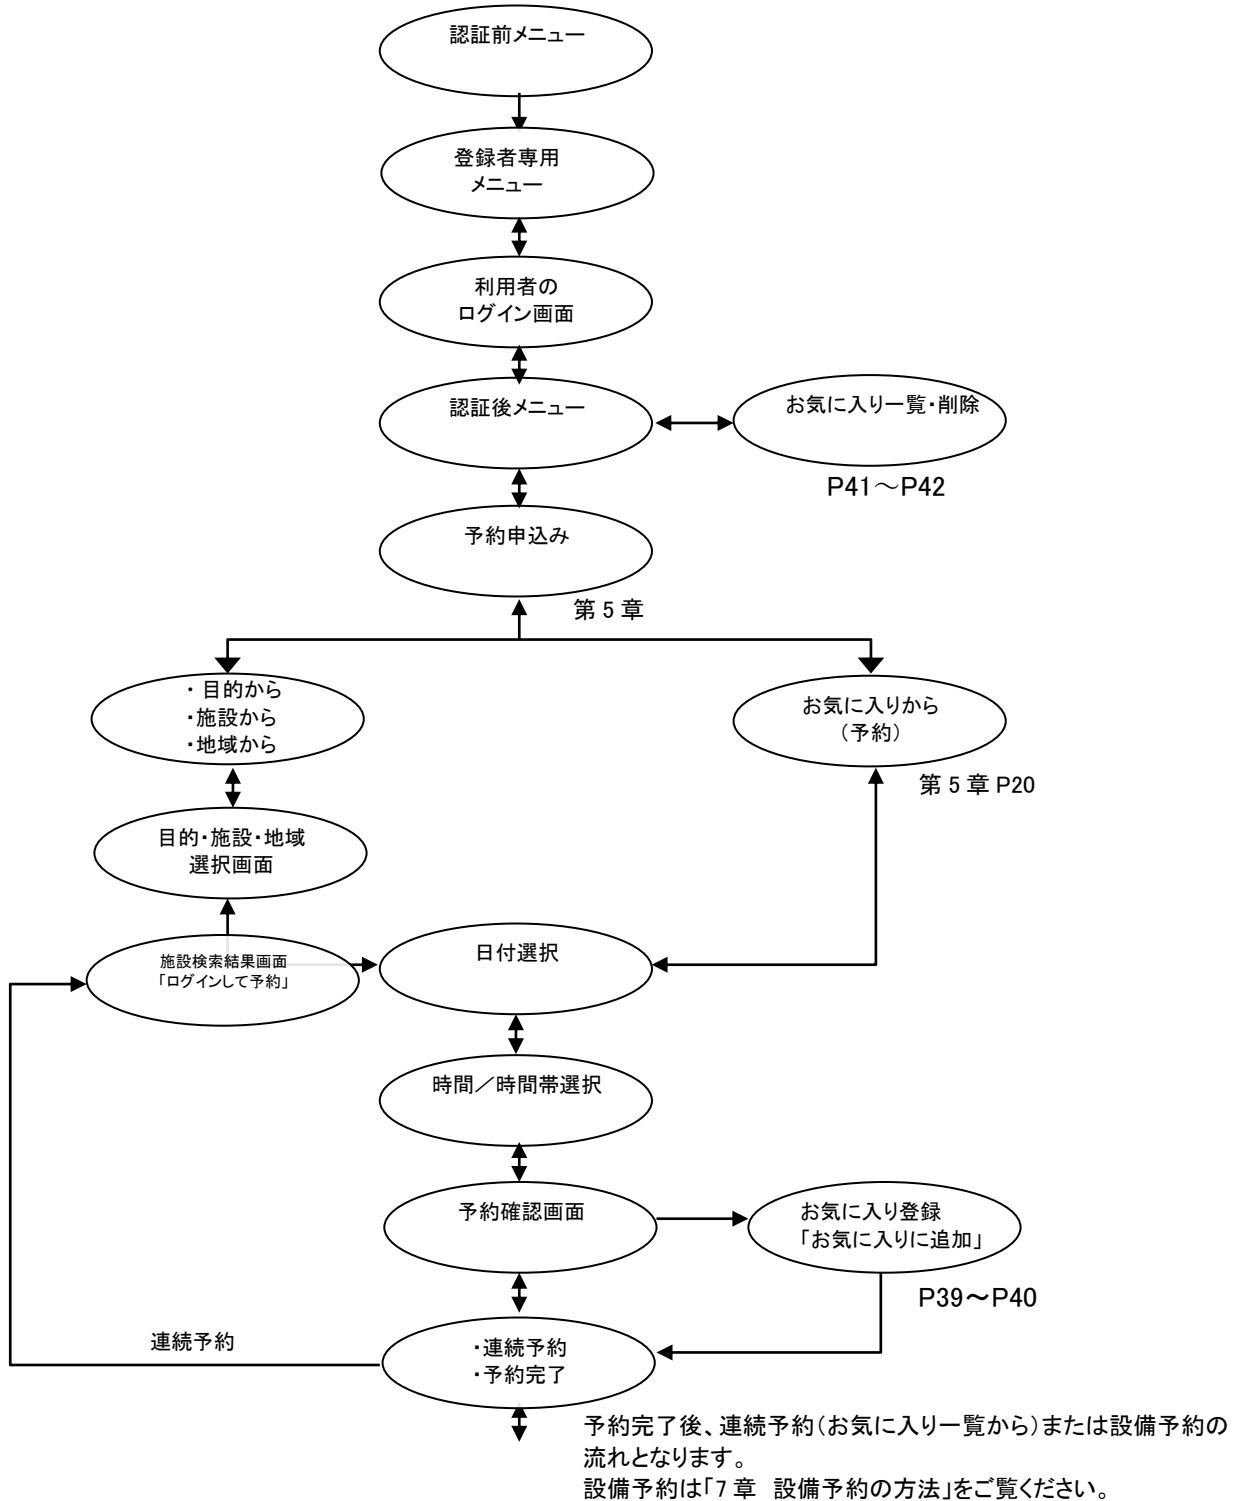 認証前メニュー
登録者専用
メニュー
利用者の
ログイン画面
認証後メニュー
お気に入り一覧・削除
P41～P42
予約申込み
第 5 章
・ 目的から
・施設から
・地域から
お気に入りから
（予約）
第 5 章 P20
目的・施設・地域
選択画面
施設検索結果画面
「ログインして予約」
日付選択
時間／時間帯選択
予約確認画面
お気に入り登録
「お気に入りに追加」
P39～P40
連続予約
・連続予約
・予約完了
予約完了後、連続予約（お気に入り一覧から）または設備予約の
流れとなります。
設備予約は「7 章　設備予約の方法」をご覧ください。